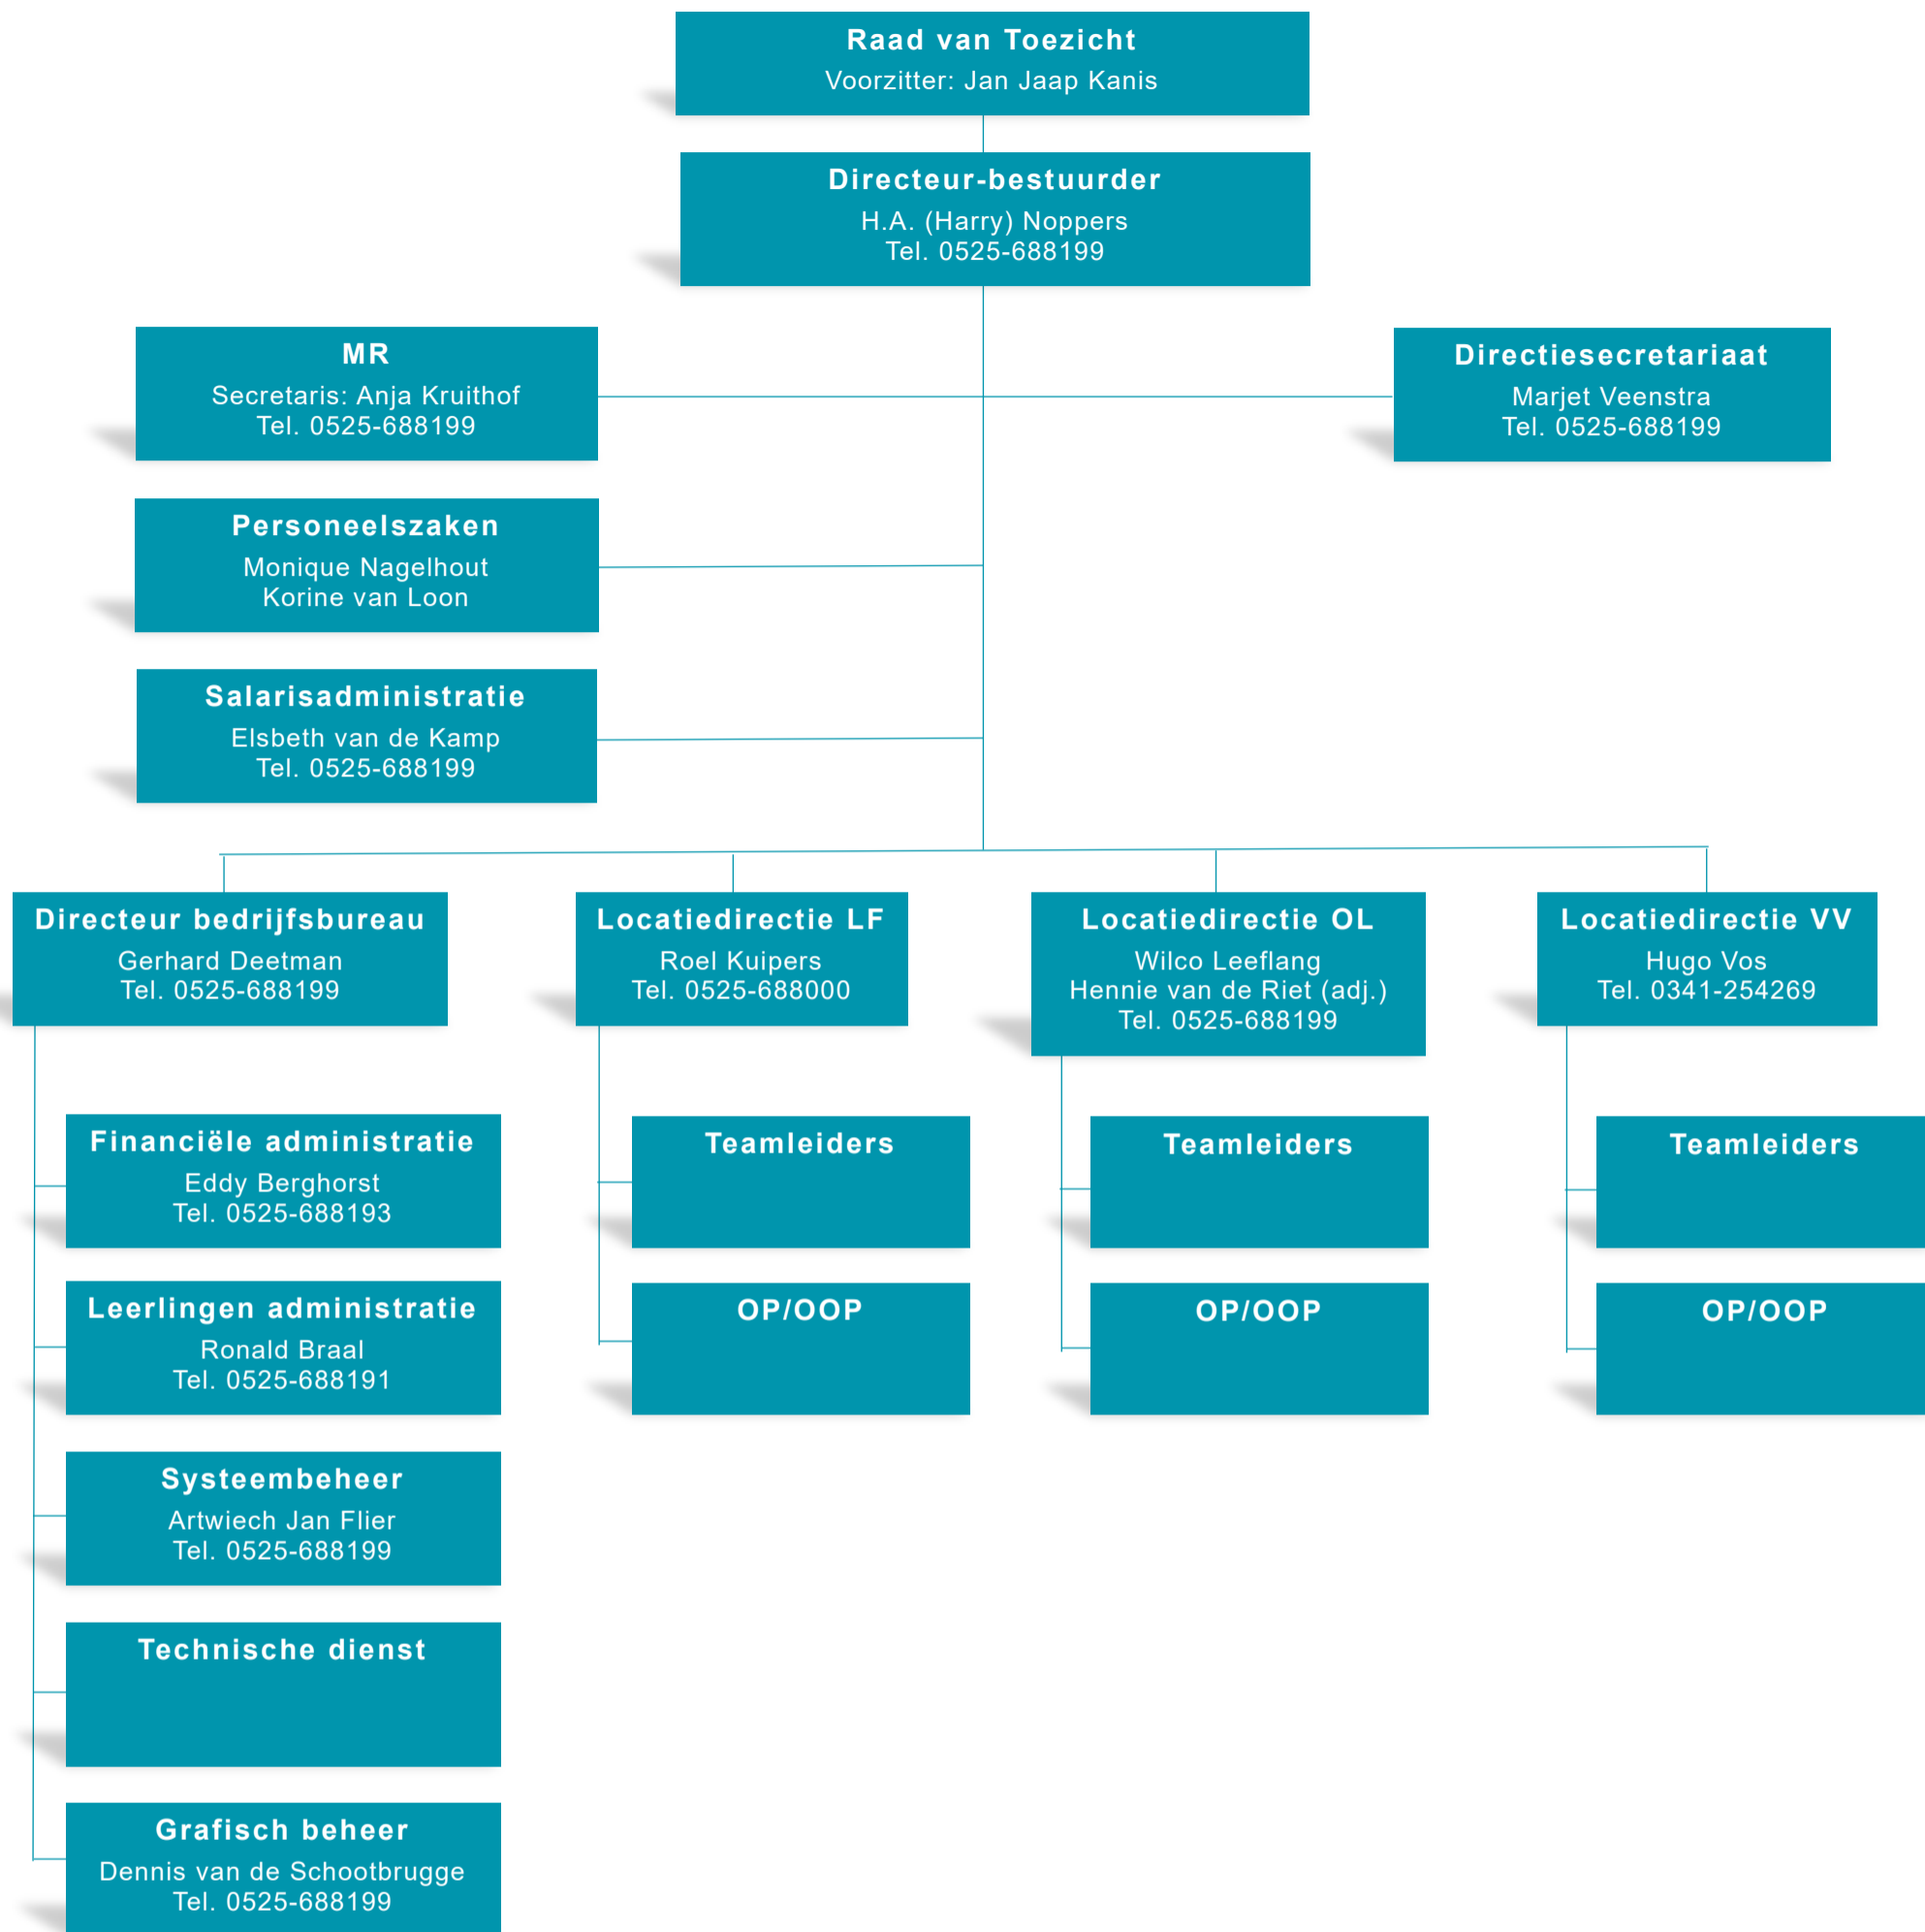 Raad van Toezicht
Voorzitter: Jan Jaap Kanis
Directeur-bestuurder
H.A. (Harry) Noppers
Tel. 0525-688199
MR
Secretaris: Anja Kruithof
Tel. 0525-688199
Directiesecretariaat
Marjet Veenstra
Tel. 0525-688199
Personeelszaken
Monique Nagelhout
Korine van Loon
Salarisadministratie
Elsbeth van de Kamp
Tel. 0525-688199
Directeur bedrijfsbureau
Gerhard Deetman
Tel. 0525-688199
Locatiedirectie LF
Roel Kuipers
Tel. 0525-688000
Locatiedirectie OL
Wilco Leeflang
Hennie van de Riet (adj.)
Tel. 0525-688199
Locatiedirectie VV
Hugo Vos
Tel. 0341-254269
Financiële administratie
Eddy Berghorst
Tel. 0525-688193
Leerlingen administratie
Ronald Braal
Tel. 0525-688191
Systeembeheer
Artwiech Jan Flier
Tel. 0525-688199
Technische dienst
Grafisch beheer
Dennis van de Schootbrugge
Tel. 0525-688199
Teamleiders
OP/OOP
Teamleiders
OP/OOP
Teamleiders
OP/OOP